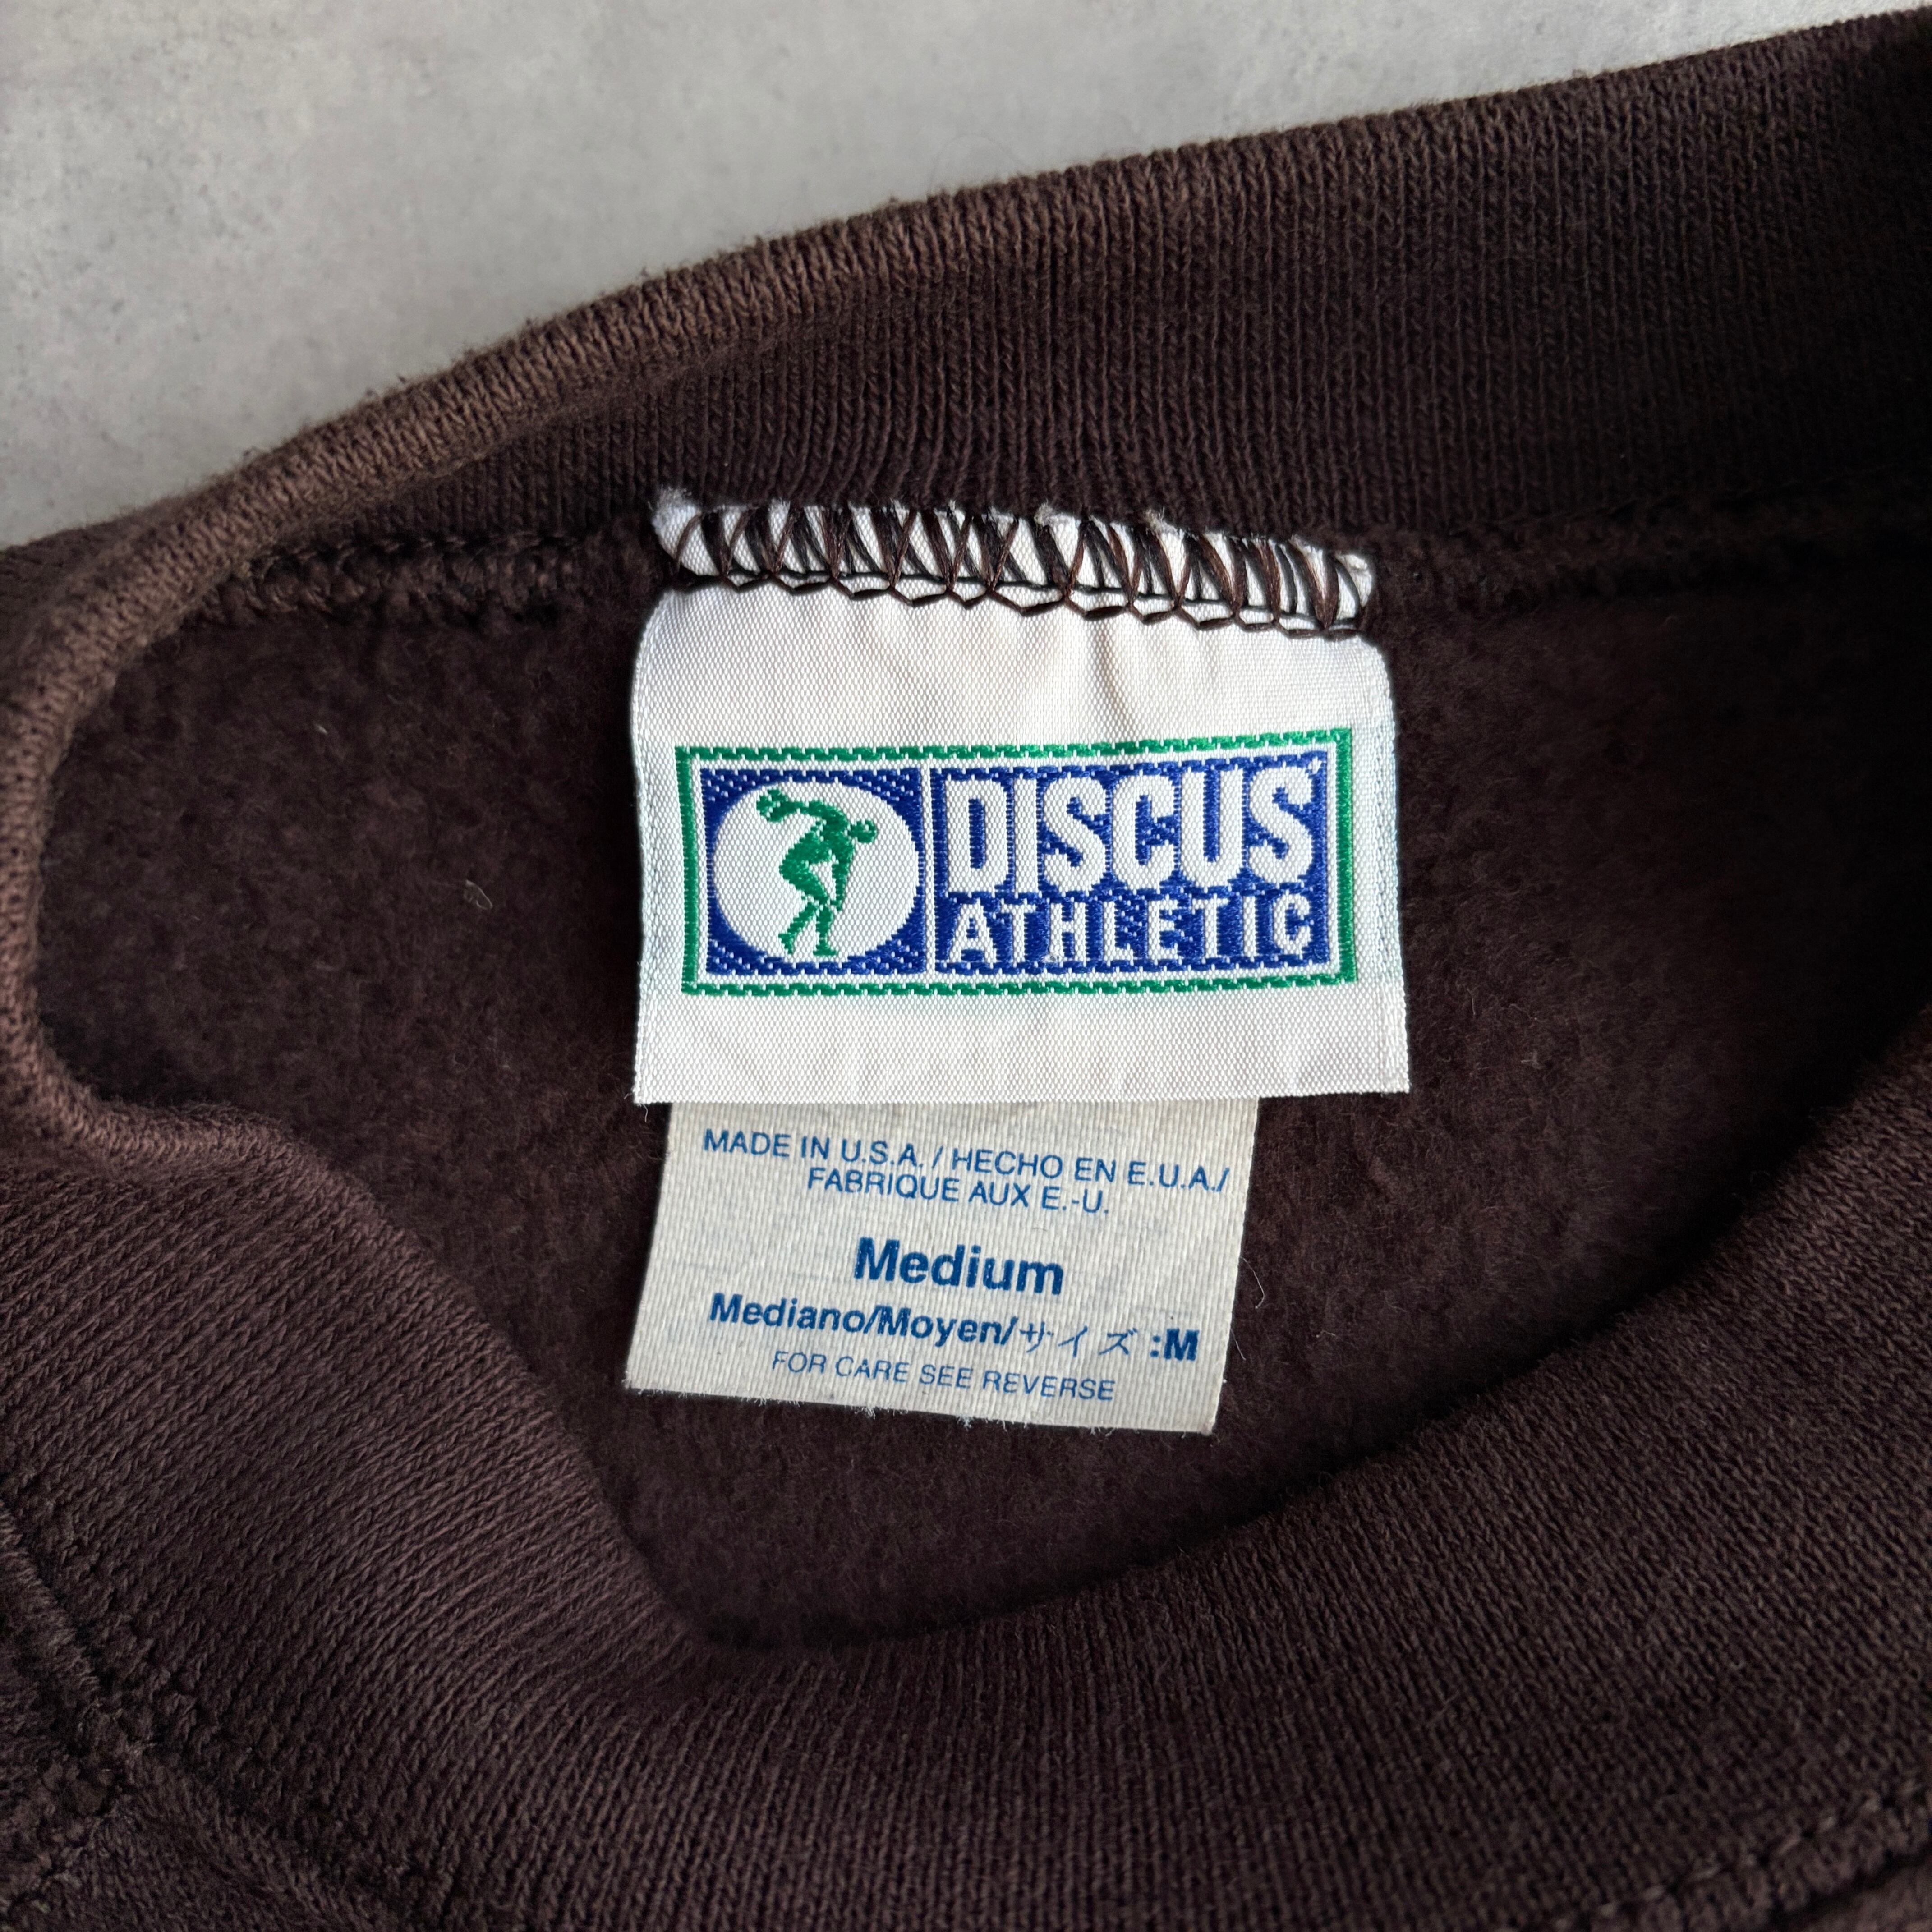 DISCUS
ATHLETIC
MADE IN U.S.A. / HECHO EN E.U.A./
FABRIQUE AUX E.-U.
Medium
Mediano/Moyen/サイズ :M
FOR CARE SEE REVERSE